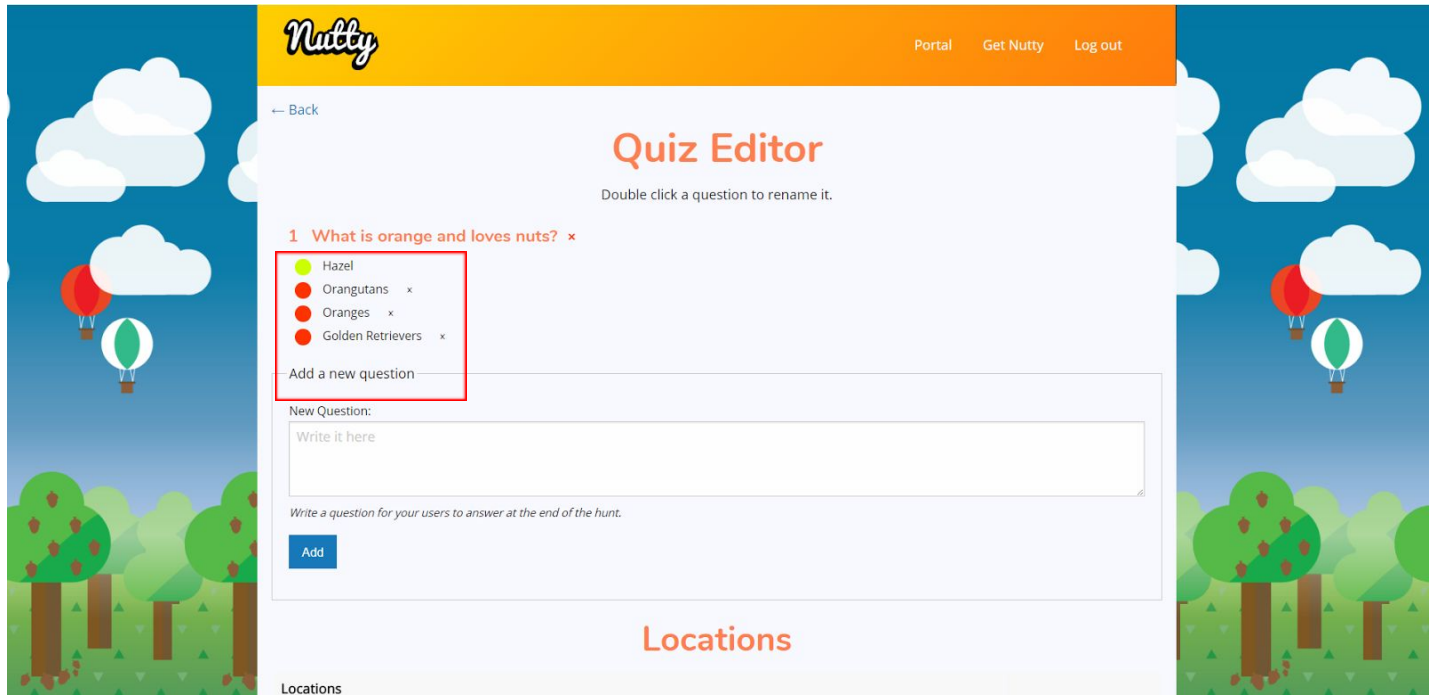 Nutty
Portal Get Nutty Log out
← Back
Quiz Editor
Double click a question to rename it.
1 What is orange and loves nuts? ×
Hazel
Orangutans x
Oranges x
Golden Retrievers x
Add a new question
New Question:
Write it here
Write a question for your users to answer at the end of the hunt.
Add
Locations
Locations